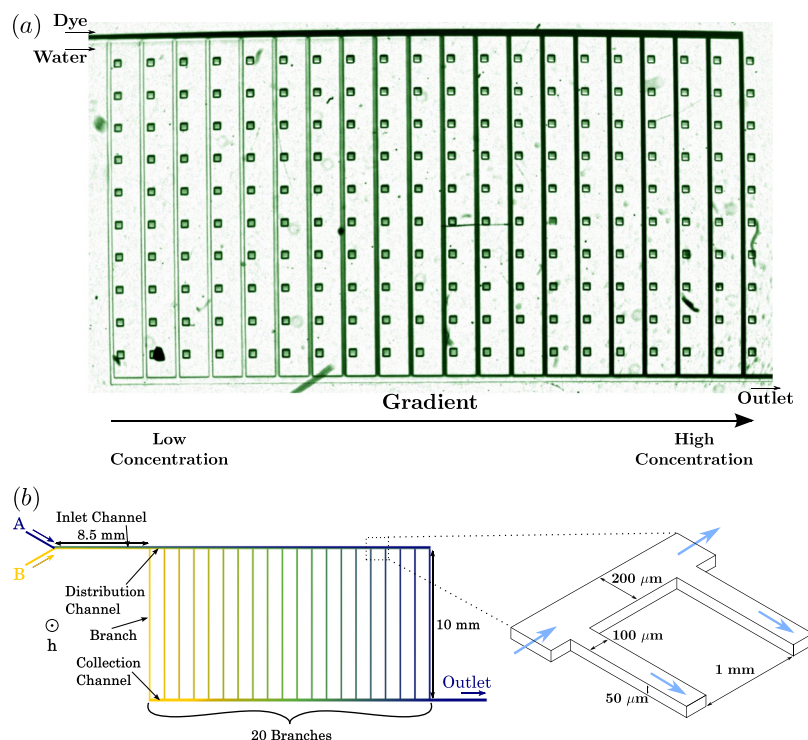 (a)
Dye
Water
Outlet
Gradient
Low
Concentration
High
Concentration
(b)
A
B
Inlet Channel
8.5 mm
Distribution
Channel
Branch
h
Collection
Channel
10 mm
Outlet
20 Branches
200 μm
100 μm
50 μm
1 mm